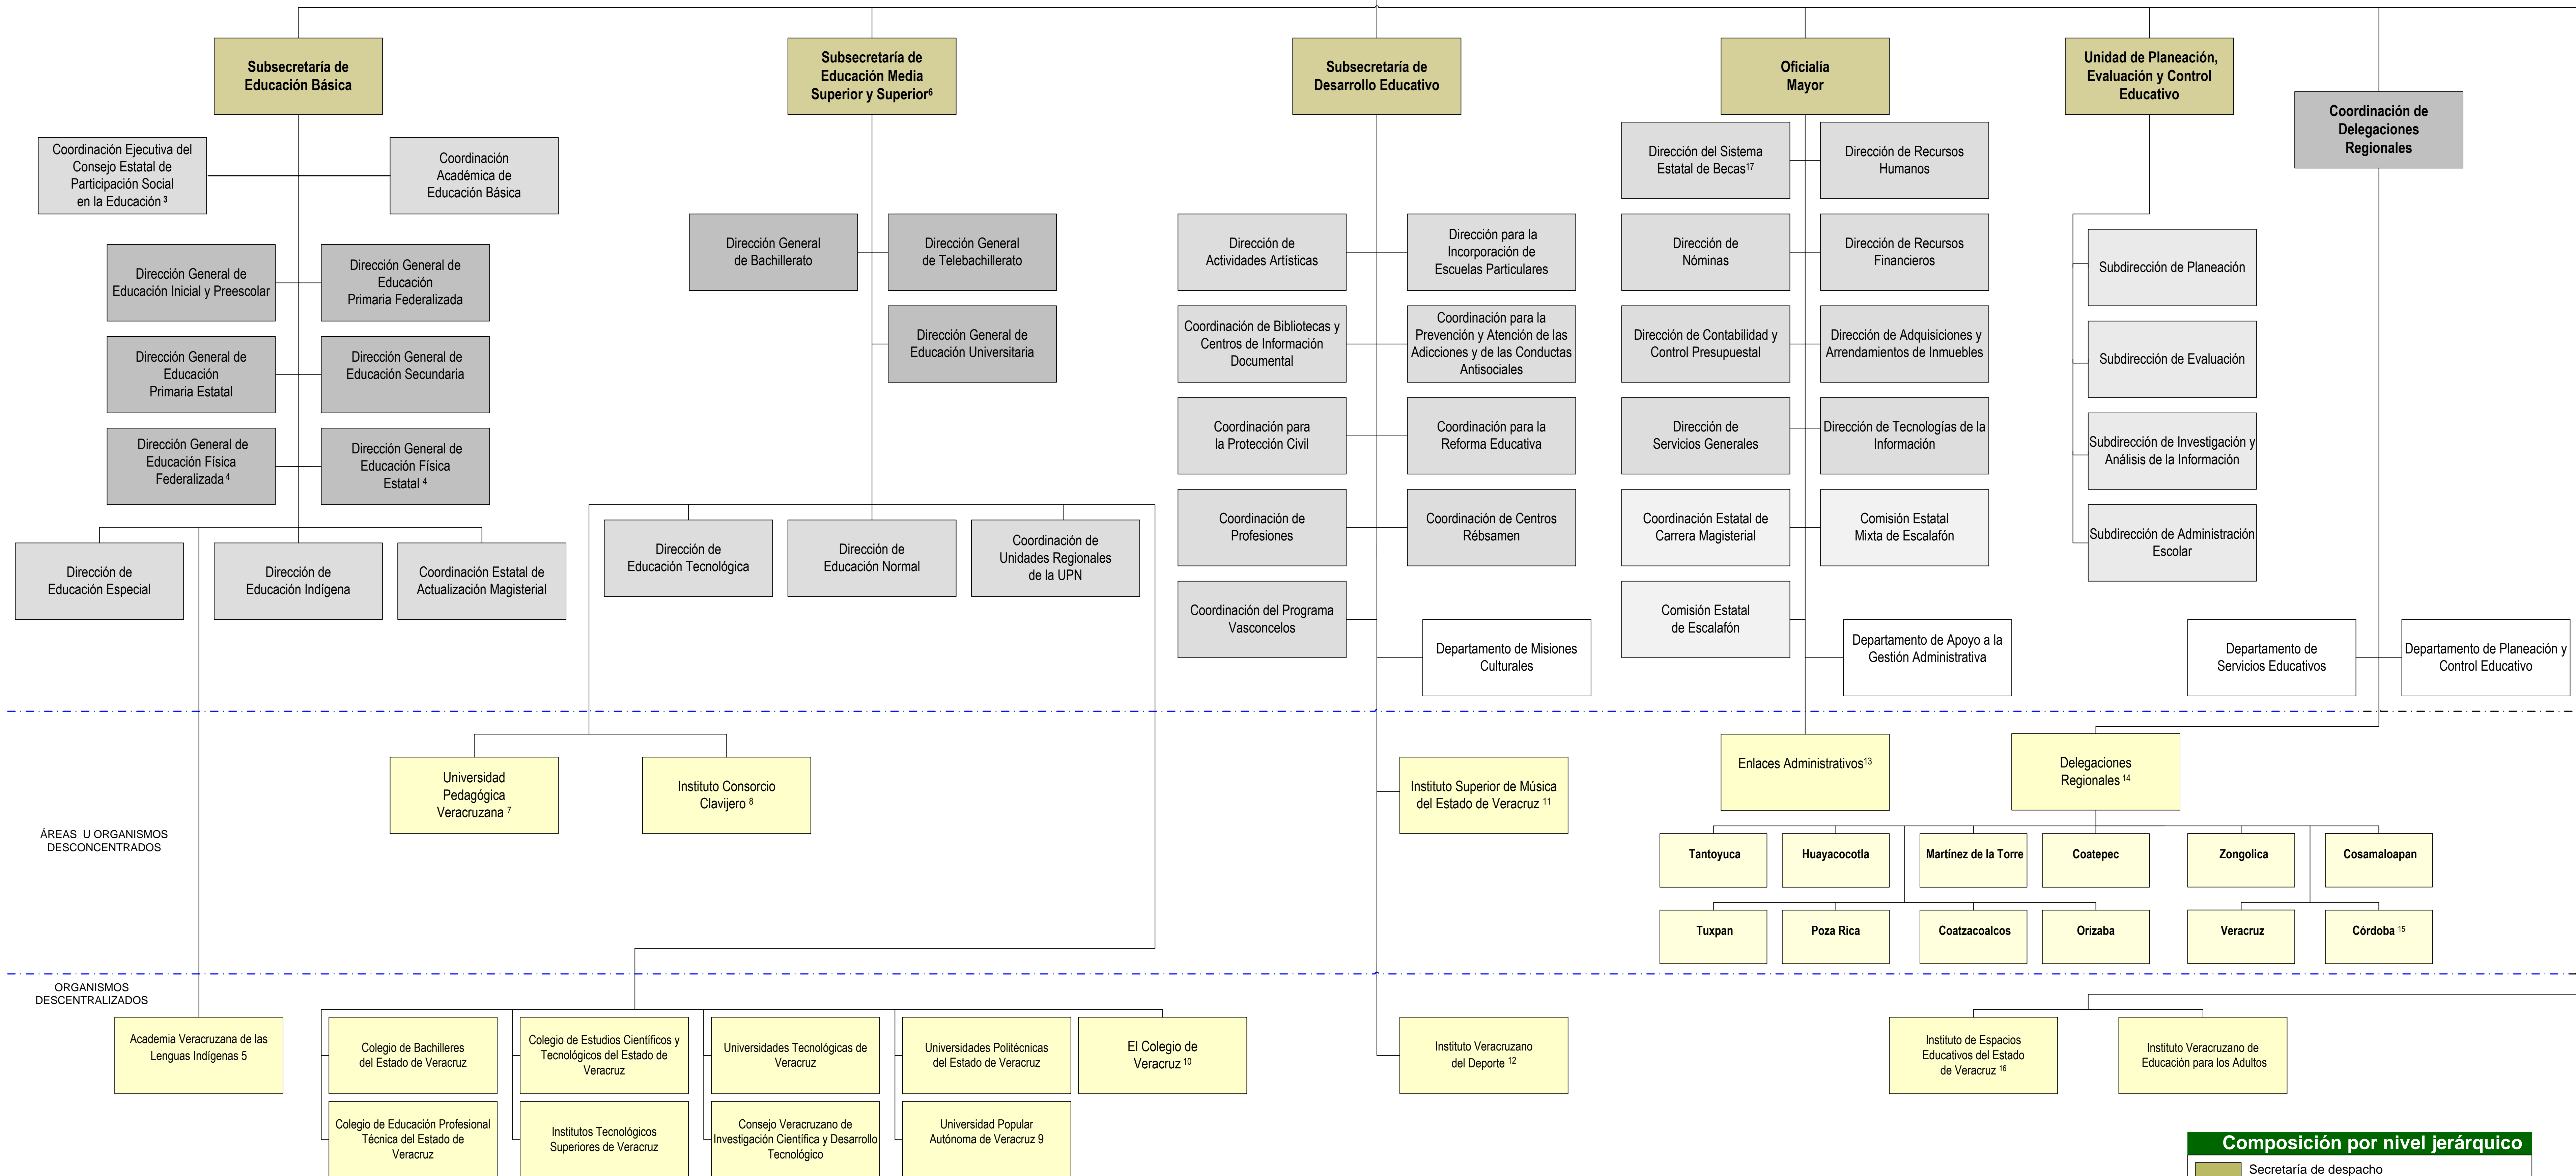 Subsecretaría de
Educación Básica
Subsecretaría de
Educación Media
Superior y Superior6
Subsecretaría de
Desarrollo Educativo
Oficialía
Mayor
Unidad de Planeación,
Evaluación y Control
Educativo
Coordinación de
Delegaciones
Regionales
Coordinación Ejecutiva del
Consejo Estatal de
Participación Social
en la Educación 3
Coordinación
Académica de
Educación Básica
Dirección General de
Educación Inicial y Preescolar
Dirección General de
Educación
Primaria Federalizada
Dirección General de
Educación
Primaria Estatal
Dirección General de
Educación Secundaria
Dirección General de
Educación Física
Federalizada 4
Dirección General de
Educación Física
Estatal 4
Dirección de
Educación Especial
Dirección de
Educación Indígena
Coordinación Estatal de
Actualización Magisterial
Dirección General
de Bachillerato
Dirección General
de Telebachillerato
Dirección General de
Educación Universitaria
Dirección de
Educación Tecnológica
Dirección de
Educación Normal
Coordinación de
Unidades Regionales
de la UPN
Dirección de
Actividades Artísticas
Dirección para la
Incorporación de
Escuelas Particulares
Coordinación de Bibliotecas y
Centros de Información
Documental
Coordinación para la
Prevención y Atención de las
Adicciones y de las Conductas
Antisociales
Coordinación para
la Protección Civil
Coordinación para la
Reforma Educativa
Coordinación de
Profesiones
Coordinación de Centros
Rébsamen
Coordinación del Programa
Vasconcelos
Departamento de Misiones
Culturales
Dirección del Sistema
Estatal de Becas17
Dirección de Recursos
Humanos
Dirección de
Nóminas
Dirección de Recursos
Financieros
Dirección de Contabilidad y
Control Presupuestal
Dirección de Adquisiciones y
Arrendamientos de Inmuebles
Dirección de
Servicios Generales
Dirección de Tecnologías de la
Información
Coordinación Estatal de
Carrera Magisterial
Comisión Estatal
Mixta de Escalafón
Comisión Estatal
de Escalafón
Departamento de Apoyo a la
Gestión Administrativa
Subdirección de Planeación
Subdirección de Evaluación
Subdirección de Investigación y
Análisis de la Información
Subdirección de Administración
Escolar
Departamento de
Servicios Educativos
Departamento de Planeación y
Control Educativo
ÁREAS U ORGANISMOS
DESCONCENTRADOS
Universidad
Pedagógica
Veracruzana 7
Instituto Consorcio
Clavijero 8
Instituto Superior de Música
del Estado de Veracruz 11
Enlaces Administrativos13
Delegaciones
Regionales 14
Tantoyuca
Huayacocotla
Martínez de la Torre
Coatepec
Zongolica
Cosamaloapan
Tuxpan
Poza Rica
Coatzacoalcos
Orizaba
Veracruz
Córdoba 15
ORGANISMOS
DESCENTRALIZADOS
Academia Veracruzana de las
Lenguas Indígenas 5
Colegio de Bachilleres
del Estado de Veracruz
Colegio de Estudios Científicos y
Tecnológicos del Estado de
Veracruz
Universidades Tecnológicas de
Veracruz
Universidades Politécnicas
del Estado de Veracruz
El Colegio de
Veracruz 10
Instituto Veracruzano
del Deporte 12
Instituto de Espacios
Educativos del Estado
de Veracruz 16
Instituto Veracruzano de
Educación para los Adultos
Colegio de Educación Profesional
Técnica del Estado de
Veracruz
Institutos Tecnológicos
Superiores de Veracruz
Consejo Veracruzano de
Investigación Científica y Desarrollo
Tecnológico
Universidad Popular
Autónoma de Veracruz 9
Composición por nivel jerárquico
Secretaría de despacho